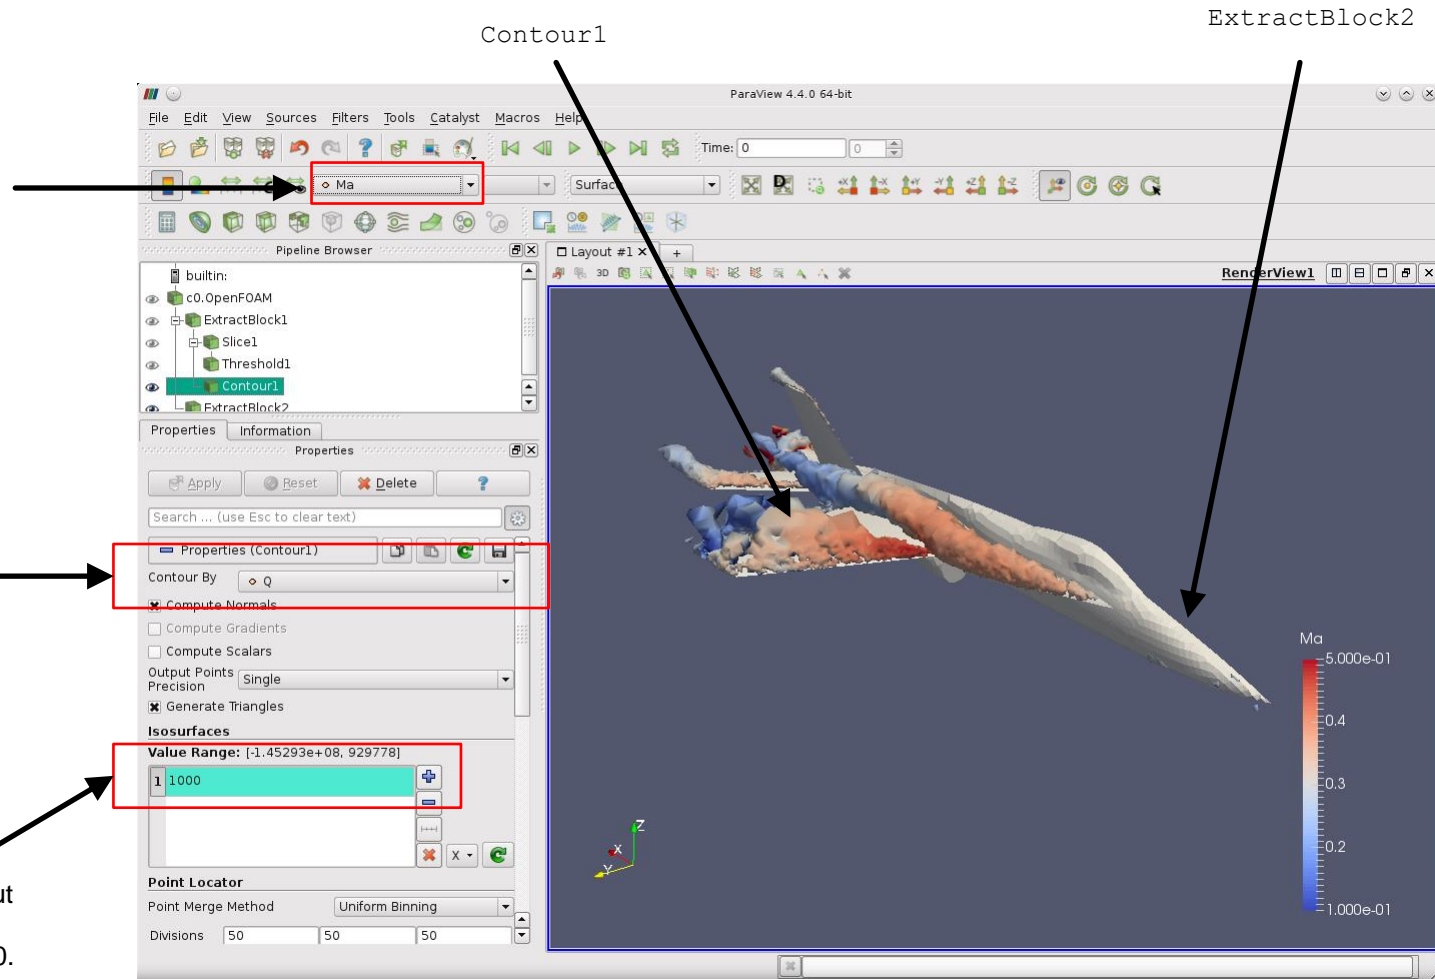 ExtractBlock2
Contour1
ParaView 4.4.0 64-bit
File Edit View Sources Filters Tools Catalyst Macros Help
Time: 0 0
Ma Surface
Pipeline Browser
Layout #1 +
3D RenderView1
builtin:
c0.OpenFOAM
ExtractBlock1
Slice1
Threshold1
Contour1
ExtractBlock2
Properties Information
Properties
Apply Reset Delete ?
Search ... (use Esc to clear text)
Properties (Contour1)
Contour By Q
Compute Normals
Compute Gradients
Compute Scalars
Output Points Precision Single
Generate Triangles
Isosurfaces
Value Range: [-1.45293e+08, 929778]
1 1000
X
Point Locator
Point Merge Method Uniform Binning
Divisions 50 50 50
Ma
5.000e-01
0.4
0.3
0.2
1.000e-01
Z
X
Y
ut
0.